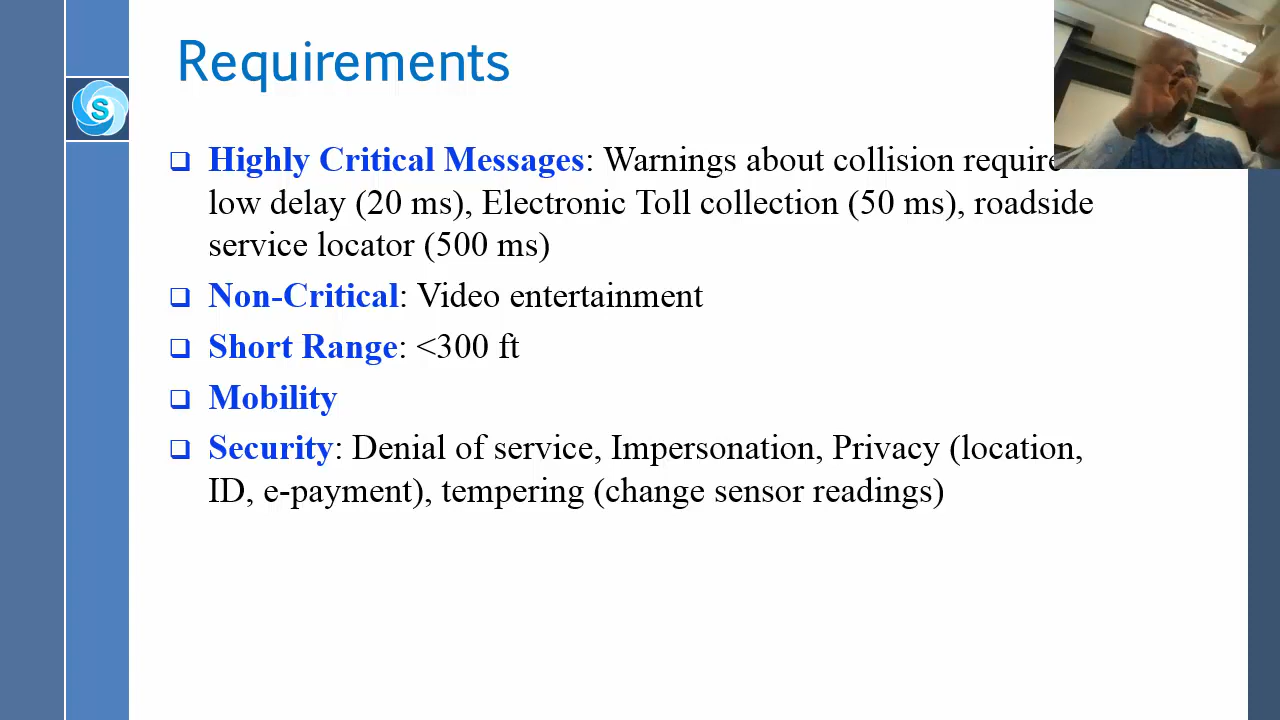 Requirements
S
Highly Critical Messages: Warnings about collision require
low delay (20 ms), Electronic Toll collection (50 ms), roadside
service locator (500 ms)
Non-Critical: Video entertainment
Short Range: <300 ft
Mobility
Security: Denial of service, Impersonation, Privacy (location,
ID, e-payment), tempering (change sensor readings)